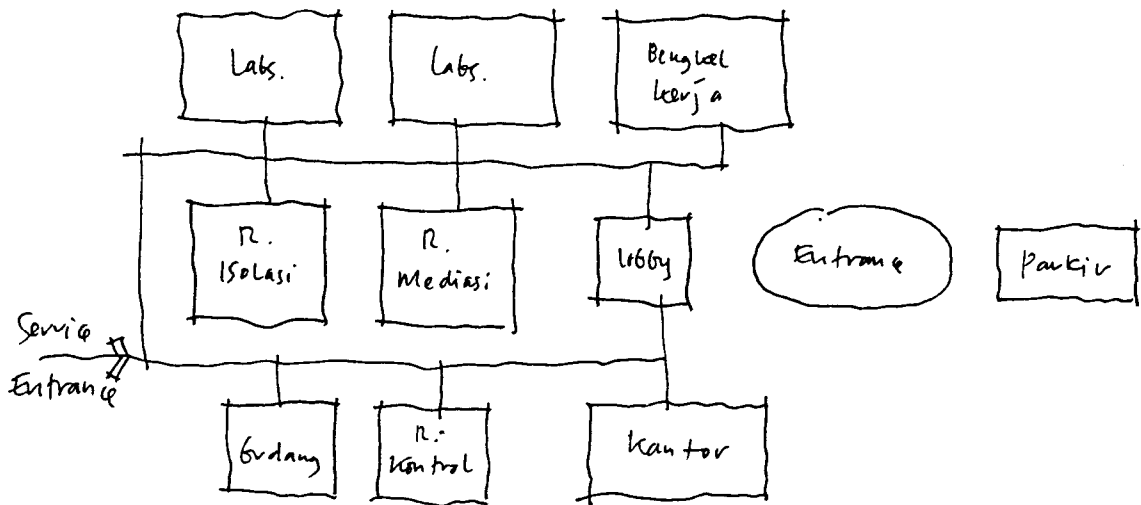 Labs.
Labs.
Bengkel
kerja
R.
Isolasi
R.
Mediasi
lobby
Entrance
Parkir
Service
Entrance
Gudang
R.
Kontrol
Kantor